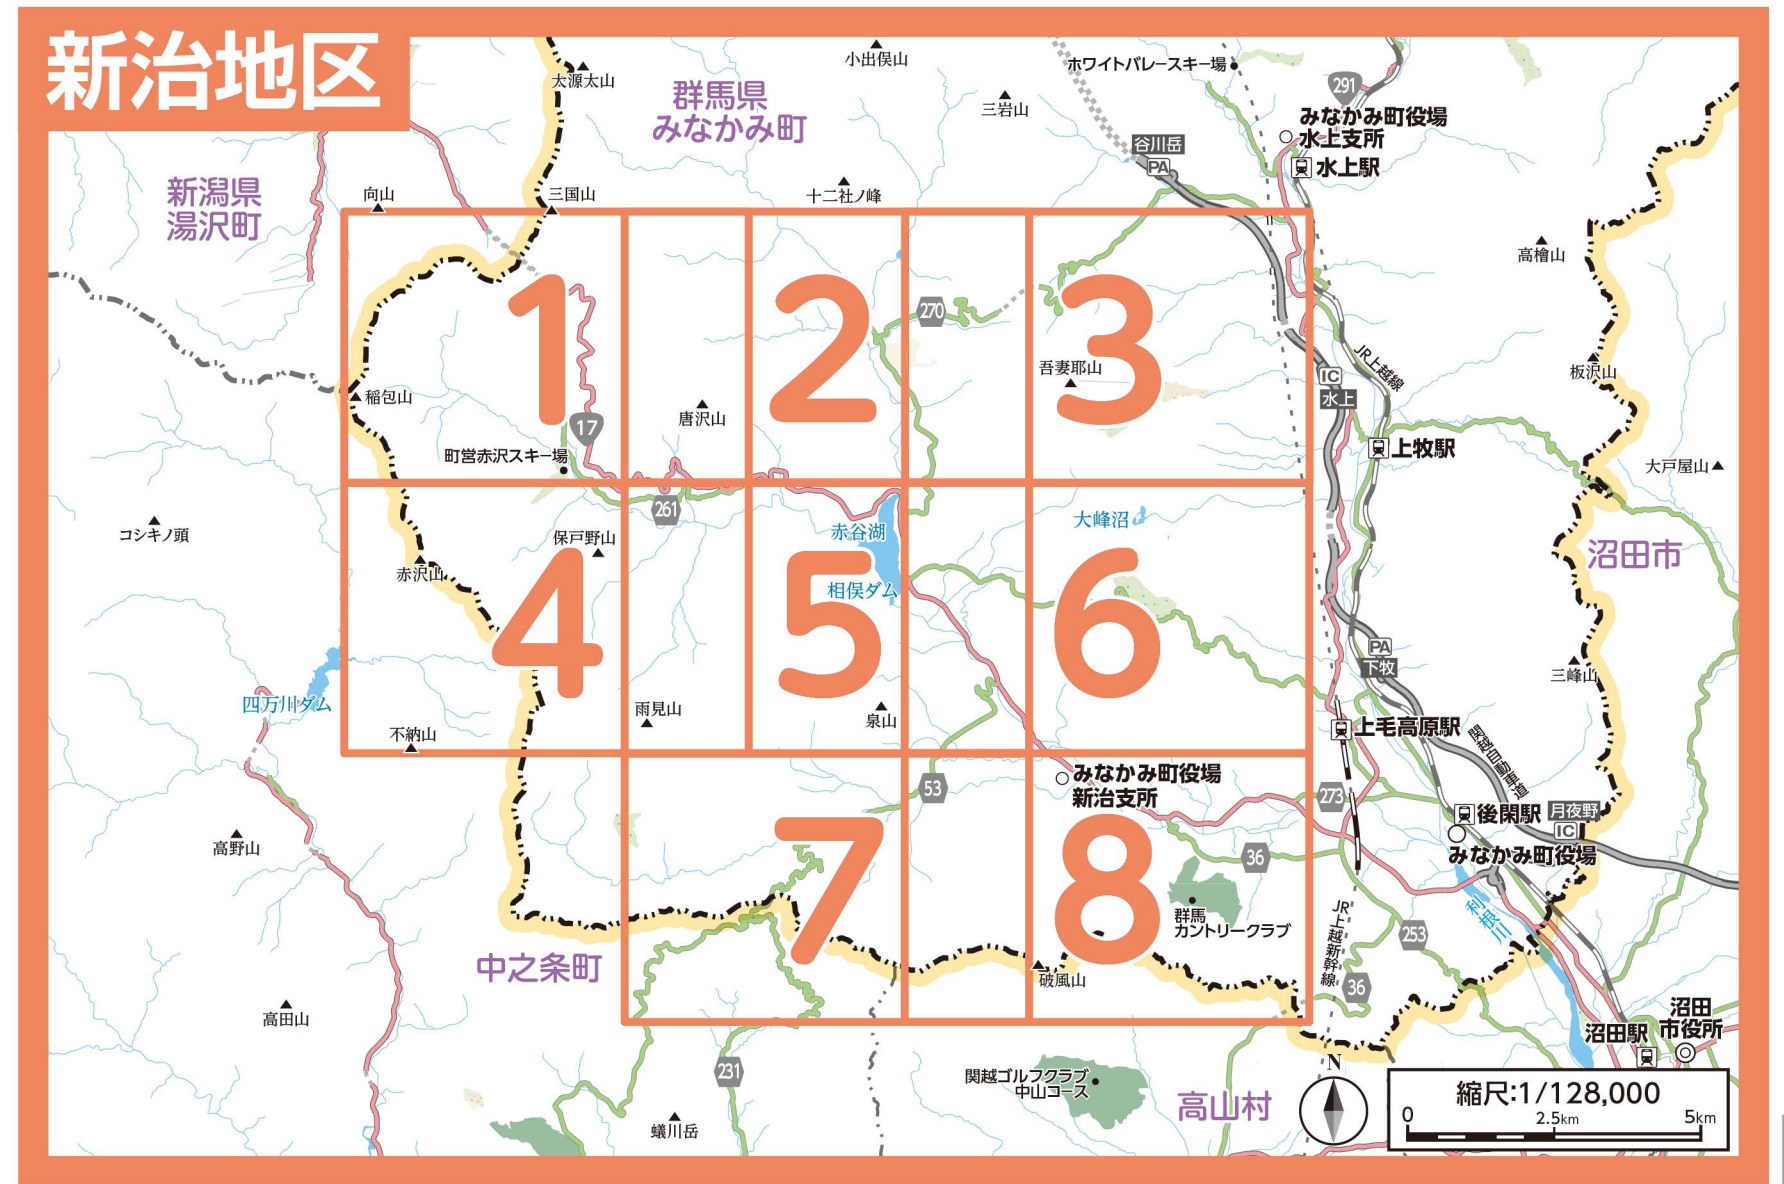 新治地区
大源太山
小出俣山
ホワイトバレースキー場
291
群馬県
みなかみ町
三岩山
みなかみ町役場
水上支所
谷川岳
PA
水上駅
新潟県
湯沢町
向山
三国山
十二社ノ峰
高檜山
1
2
3
270
吾妻耶山
JR上越線
IC
水上
板沢山
稲包山
唐沢山
17
町営赤沢スキー場
上牧駅
大戸屋山
261
コシキノ頭
保戸野山
赤谷湖
大峰沼
沼田市
赤沢山
相俣ダム
4
5
6
PA
下牧
三峰山
四万川ダム
雨見山
泉山
不納山
上毛高原駅
関越自動車道
みなかみ町役場
新治支所
53
273
後閑駅
月夜野
IC
高野山
みなかみ町役場
36
7
8
群馬
カントリークラブ
利根川
JR上越新幹線
253
中之条町
破風山
36
高田山
沼田駅
沼田
市役所
231
関越ゴルフクラブ
中山コース
高山村
N
縮尺:1/128,000
0
2.5km
5km
蟻川岳